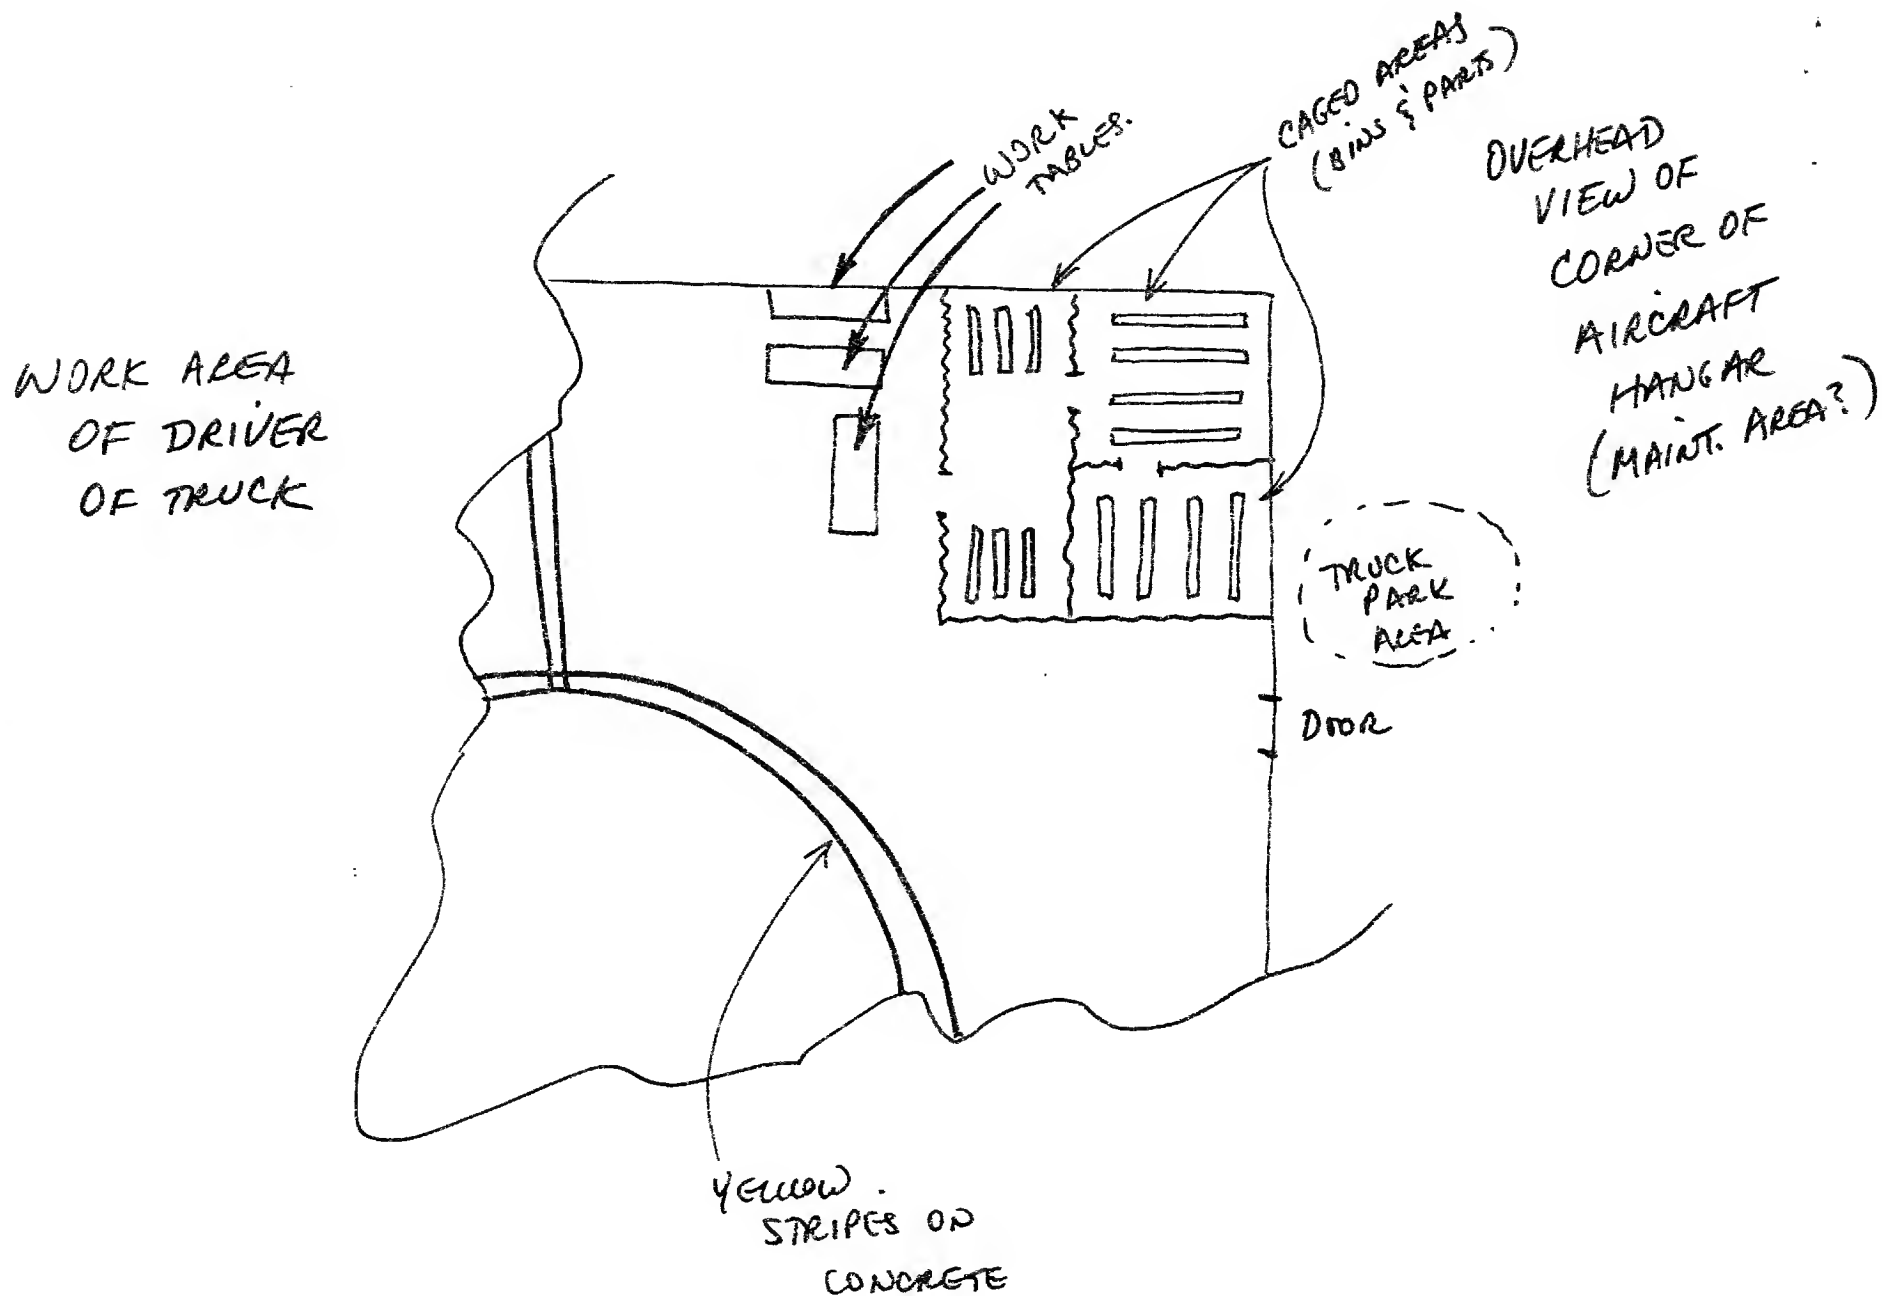 WORK
TABLES.
CAGED AREAS
(BINS & PARTS)
OVERHEAD
VIEW OF
CORNER OF
AIRCRAFT
HANGAR
(MAINT. AREA?)
WORK AREA
OF DRIVER
OF TRUCK
TRUCK
PARK
AREA
DOOR
YELLOW
STRIPES ON
CONCRETE